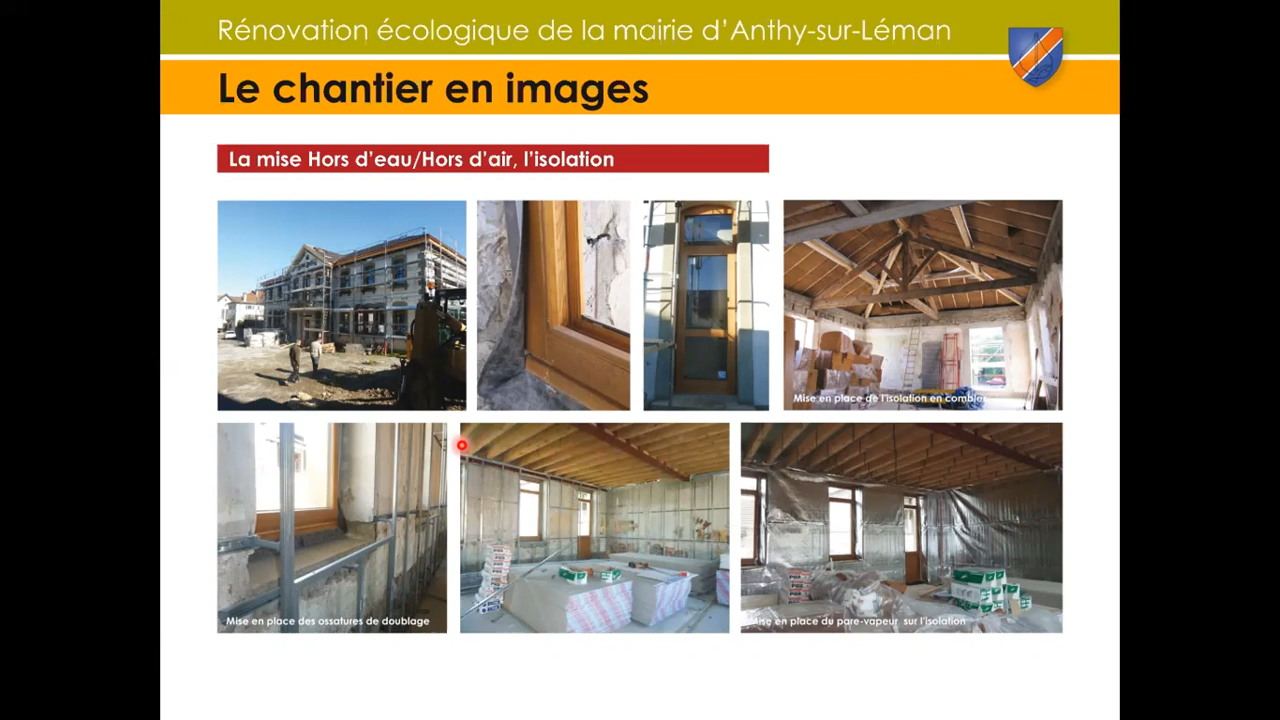 Rénovation écologique de la mairie d'Anthy-sur-Léman
Le chantier en images
La mise Hors d'eau/Hors d'air, l'isolation
Mise en place de l'isolation en combles
Mise en place des ossatures de doublage
Mise en place du pare-vapeur sur l'isolation